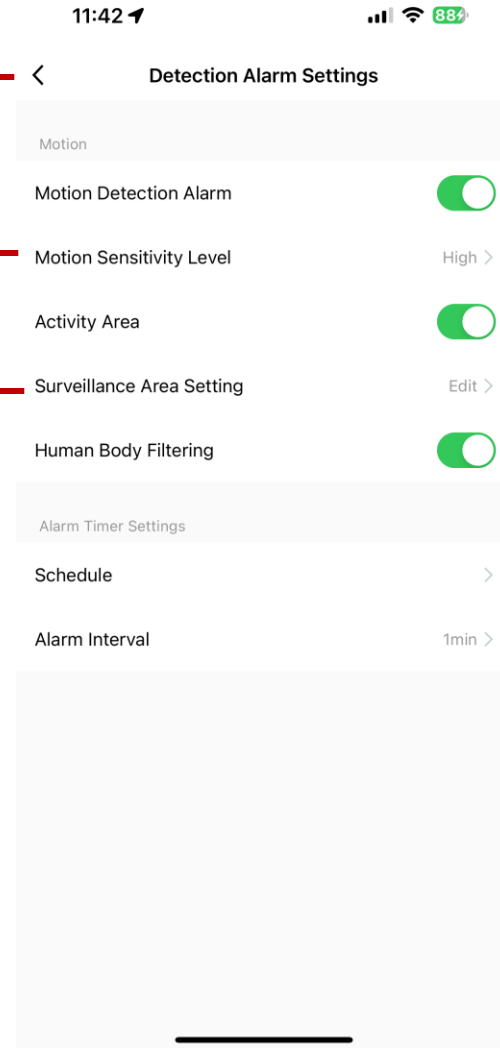 11:42
88
Detection Alarm Settings
Motion
Motion Detection Alarm
Motion Sensitivity Level High
Activity Area
Surveillance Area Setting Edit
Human Body Filtering
Alarm Timer Settings
Schedule
Alarm Interval 1min